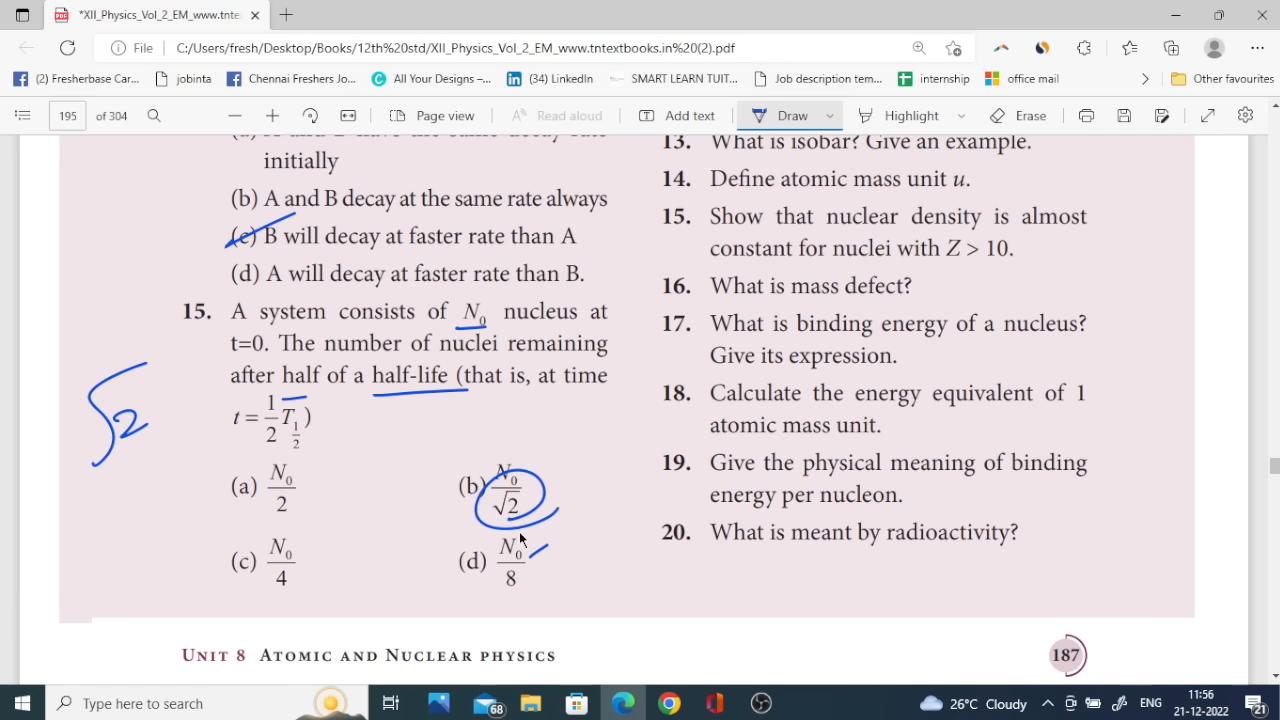 *XII_Physics_Vol_2_EM_www.tnte
File C:/Users/fresh/Desktop/Books/12th%20std/XII_Physics_Vol_2_EM_www.tntextbooks.in%20(2).pdf
(2) Fresherbase Car... jobinta Chennai Freshers Jo... All Your Designs –... (34) LinkedIn SMART LEARN TUIT... Job description tem... internship office mail Other favourites
195 of 304 Page view Read aloud Add text Draw Highlight Erase
initially
(b) A and B decay at the same rate always
(c) B will decay at faster rate than A
(d) A will decay at faster rate than B.
15. A system consists of N₀ nucleus at
t=0. The number of nuclei remaining
after half of a half-life (that is, at time
t = 1/2 T_1/2)
√2
(a) N₀/2 (b) N₀/√2
(c) N₀/4 (d) N₀/8
13. What is isobar? Give an example.
14. Define atomic mass unit u.
15. Show that nuclear density is almost
constant for nuclei with Z > 10.
16. What is mass defect?
17. What is binding energy of a nucleus?
Give its expression.
18. Calculate the energy equivalent of 1
atomic mass unit.
19. Give the physical meaning of binding
energy per nucleon.
20. What is meant by radioactivity?
UNIT 8 ATOMIC AND NUCLEAR PHYSICS
187
Type here to search
68
26°C Cloudy
ENG
11:56
21-12-2022
21